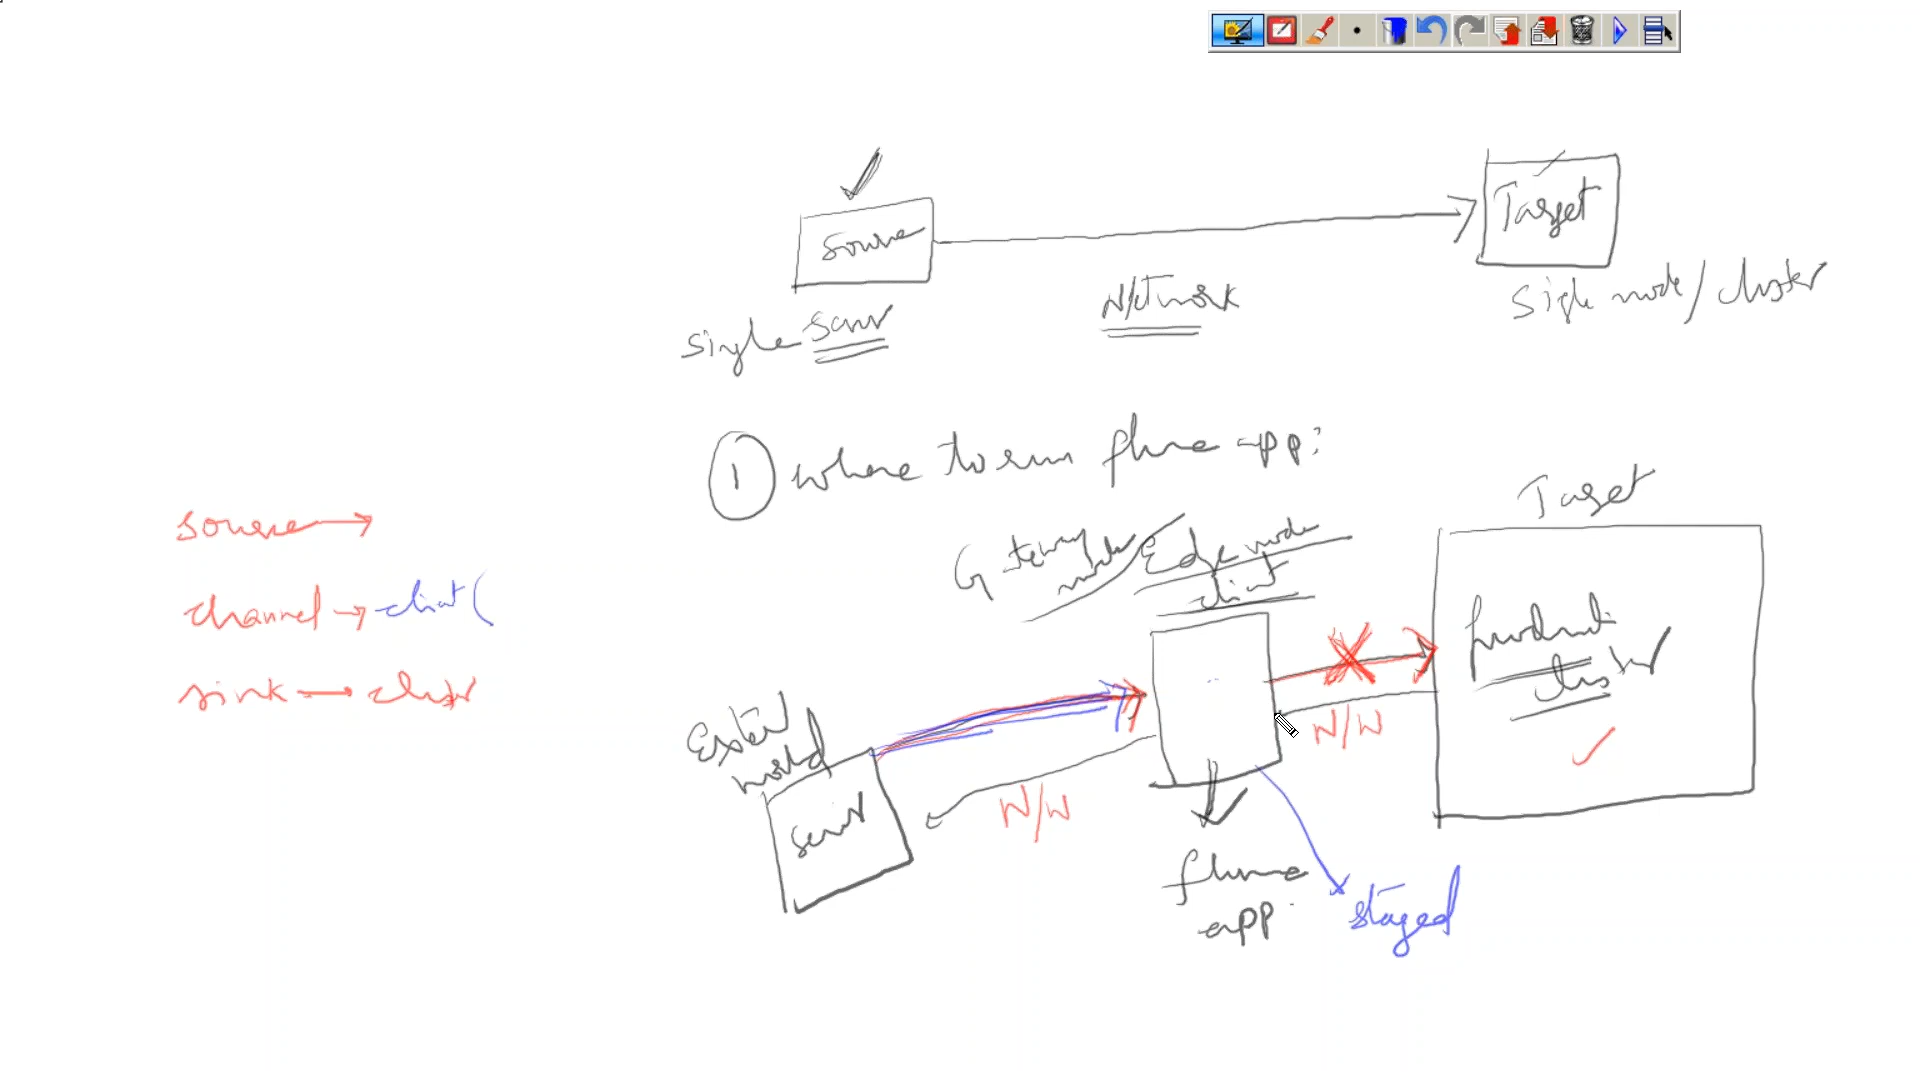 Source
Target
Network
Single node / cluster
Single Server
① where to run flume app:
Target
source →
Gateway node
Edge node
client
channel → client (
production
cluster
sink → cluster
External world
N/W
N/W
server
flume
app
staged